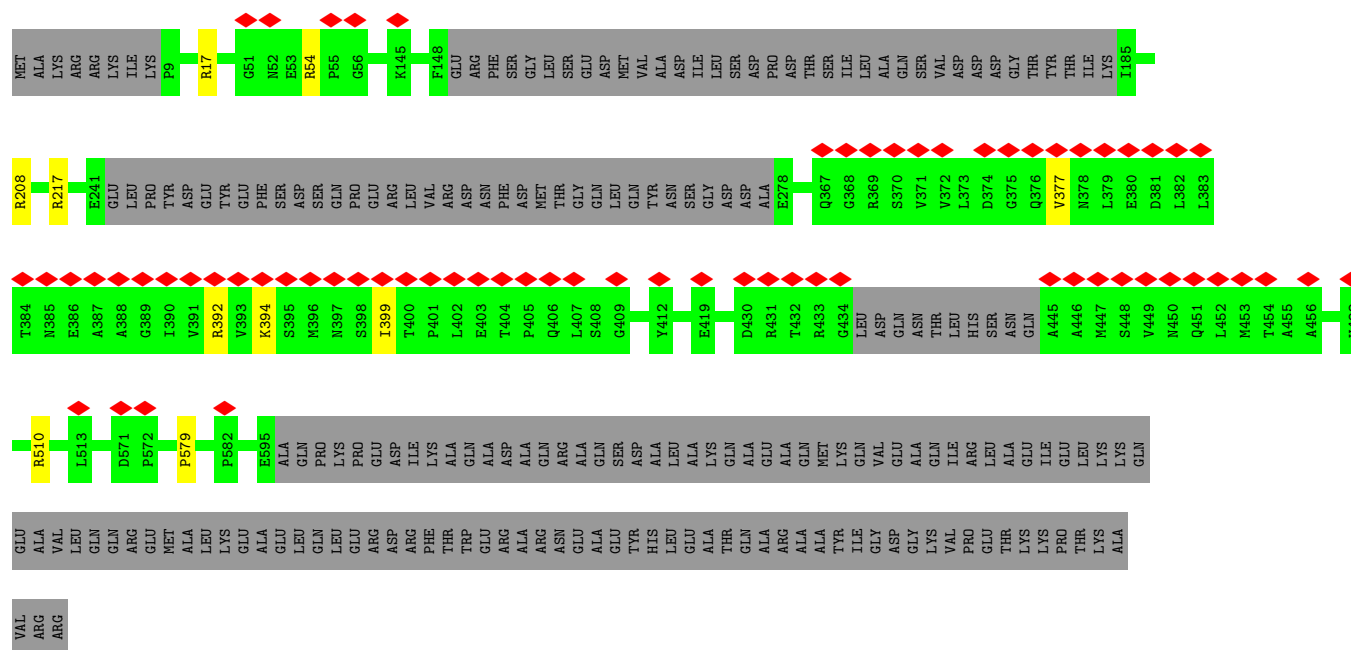 MET ALA LYS ARG ARG LYS ILE LYS P9 R17 G51 N52 E53 R54 P55 G56 K145 F148 GLU ARG PHE SER GLY LEU SER GLU ASP MET VAL ALA ASP ILE LEU SER ASP PRO ASP THR SER ILE LEU ALA GLN SER VAL ASP ASP ASP GLY THR TYR THR ILE LYS I185
R208 R217 E241 GLU LEU PRO TYR ASP GLU TYR GLU PHE SER ASP SER GLN PRO GLU ARG LEU VAL ARG ASP ASN PHE ASP MET THR GLY GLN LEU GLN TYR ASN SER GLY ASP ASP ALA E278 Q367 G368 R369 S370 V371 V372 L373 D374 G375 Q376 V377 N378 L379 E380 D381 L382 L383
T384 N385 E386 A387 A388 G389 I390 V391 R392 V393 K394 S395 M396 N397 S398 I399 T400 P401 L402 E403 T404 P405 Q406 L407 S408 G409 Y412 E419 D430 R431 T432 R433 G434 LEU ASP GLN ASN THR LEU HIS SER ASN GLN A445 A446 M447 S448 V449 N450 Q451 L452 M453 T454 A455 A456
R510 L513 D571 P572 P579 P582 E595 ALA GLN PRO LYS PRO GLU ASP ILE LYS ALA GLN ALA ASP ALA GLN ARG ALA GLN SER ASP ALA LEU ALA LYS GLN ALA GLU ALA GLN MET LYS GLN VAL GLU ALA GLN ILE ARG LEU ALA GLU ILE GLU LEU LYS LYS GLN
GLU ALA VAL LEU GLN GLN ARG GLU MET ALA LEU LYS GLU ALA GLU LEU GLN LEU GLU ARG ASP ARG PHE THR TRP GLU ARG ALA ARG ASN GLU ALA GLU TYR HIS LEU GLU ALA THR GLN ALA ARG ALA ALA TYR ILE GLY ASP GLY LYS VAL PRO GLU THR LYS LYS PRO THR LYS ALA
VAL ARG ARG